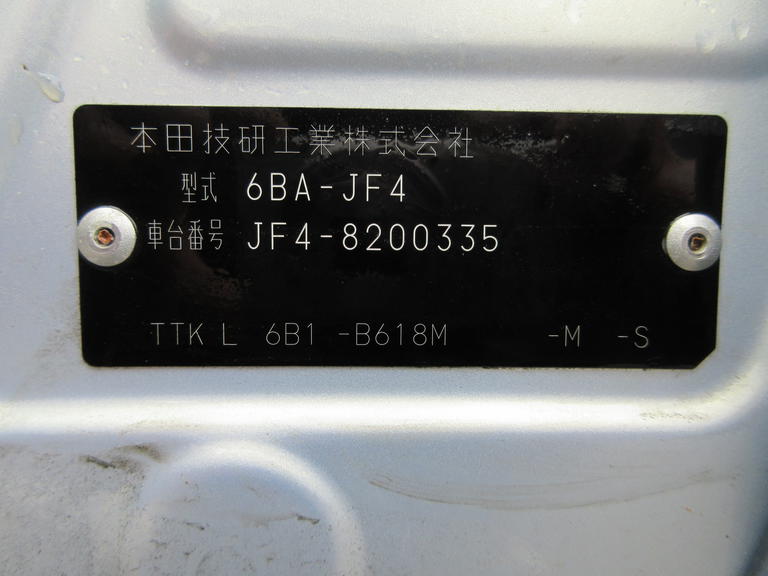 本田技研工業株式会社
型式 6BA-JF4
車台番号 JF4-8200335
TTK L 6B1 -B618M -M -S